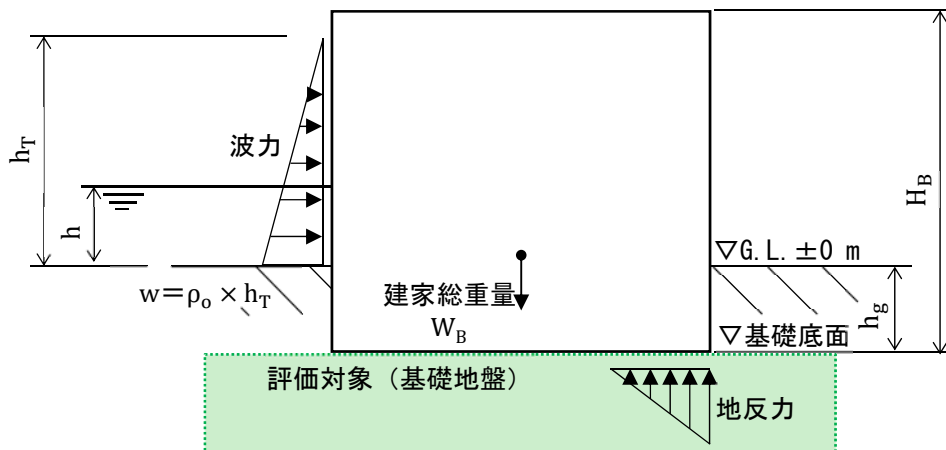 h_T
波力
h
w＝ρ_o × h_T
建家総重量
W_B
H_B
▽G.L.±0 m
h_g
▽基礎底面
評価対象（基礎地盤）
地反力